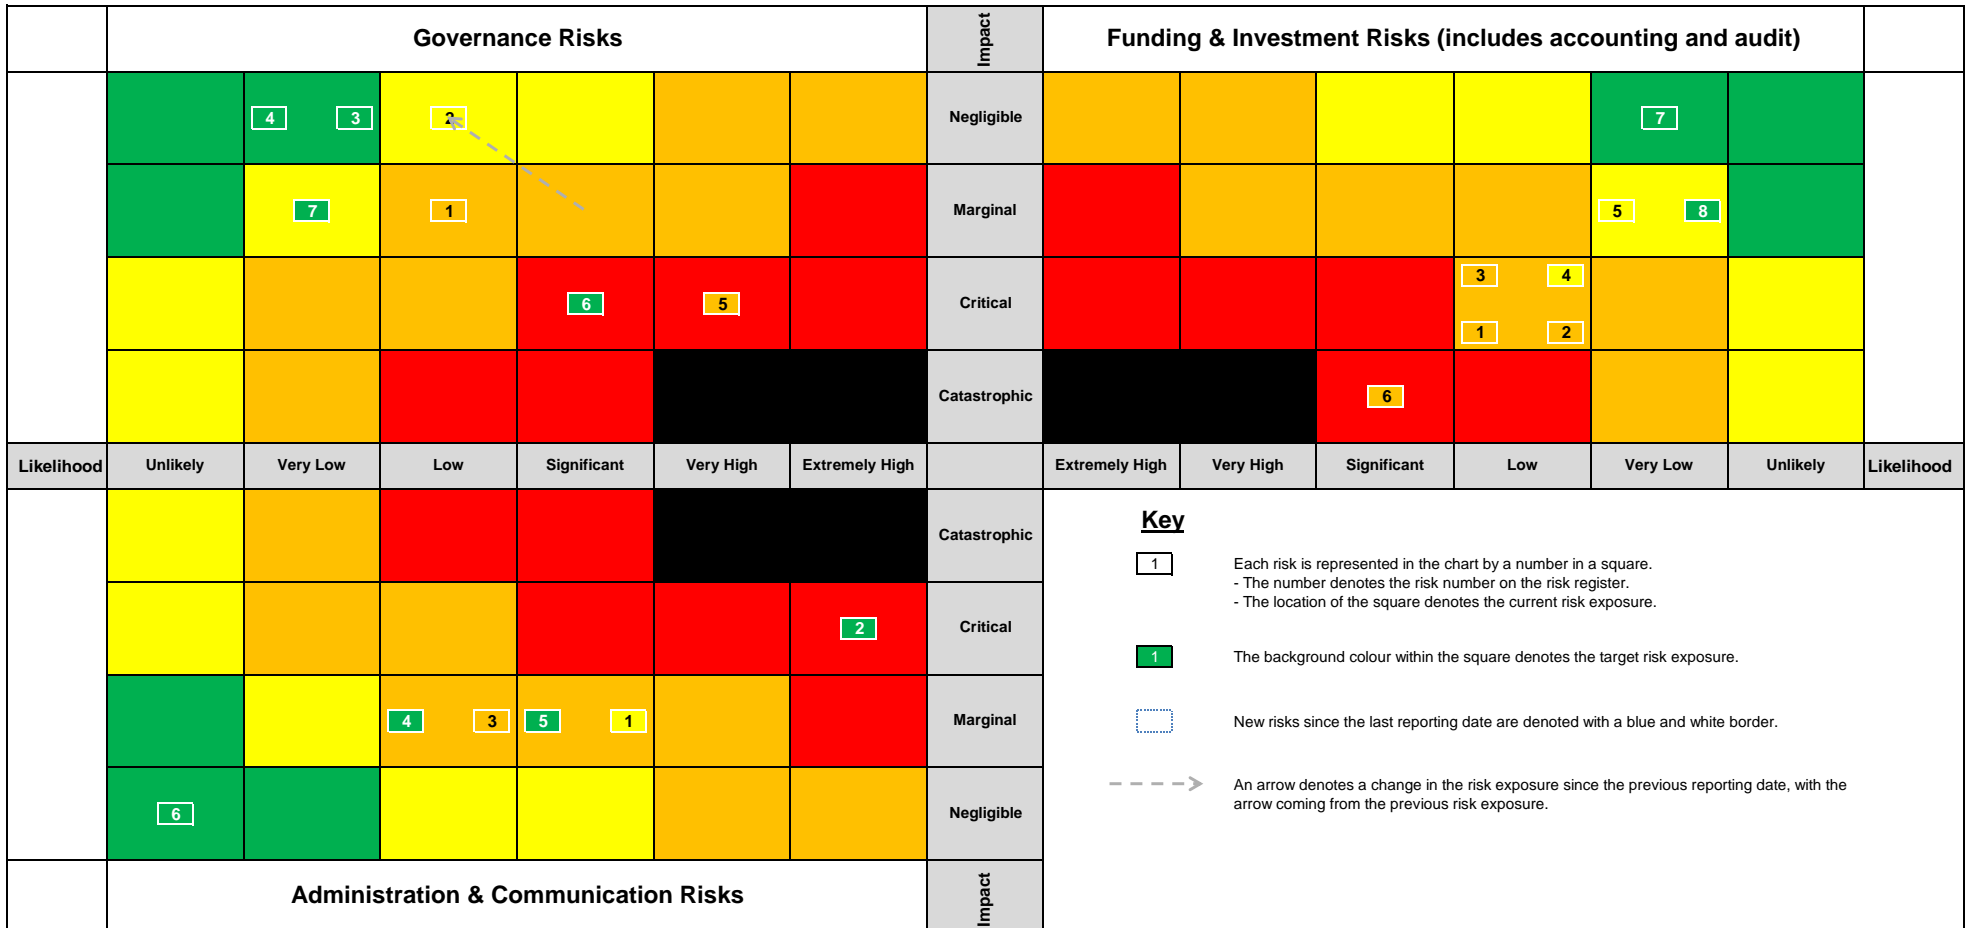 Governance Risks
Impact
Funding & Investment Risks (includes accounting and audit)
4 3 2
Negligible
7
7 1
Marginal
5 8
6 5
Critical
3 4
1 2
Catastrophic
6
Likelihood Unlikely Very Low Low Significant Very High Extremely High
Extremely High Very High Significant Low Very Low Unlikely Likelihood
Catastrophic
2
Critical
4 3 5 1
Marginal
6
Negligible
Administration & Communication Risks
Impact
Key
1
Each risk is represented in the chart by a number in a square.
- The number denotes the risk number on the risk register.
- The location of the square denotes the current risk exposure.
1
The background colour within the square denotes the target risk exposure.
New risks since the last reporting date are denoted with a blue and white border.
An arrow denotes a change in the risk exposure since the previous reporting date, with the
arrow coming from the previous risk exposure.